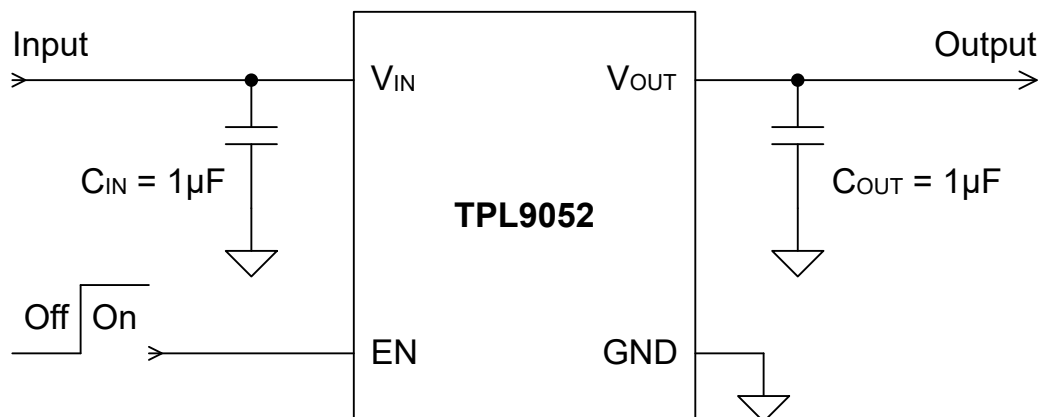 Input
Output
VIN
VOUT
CIN = 1µF
COUT = 1µF
TPL9052
Off On
EN
GND